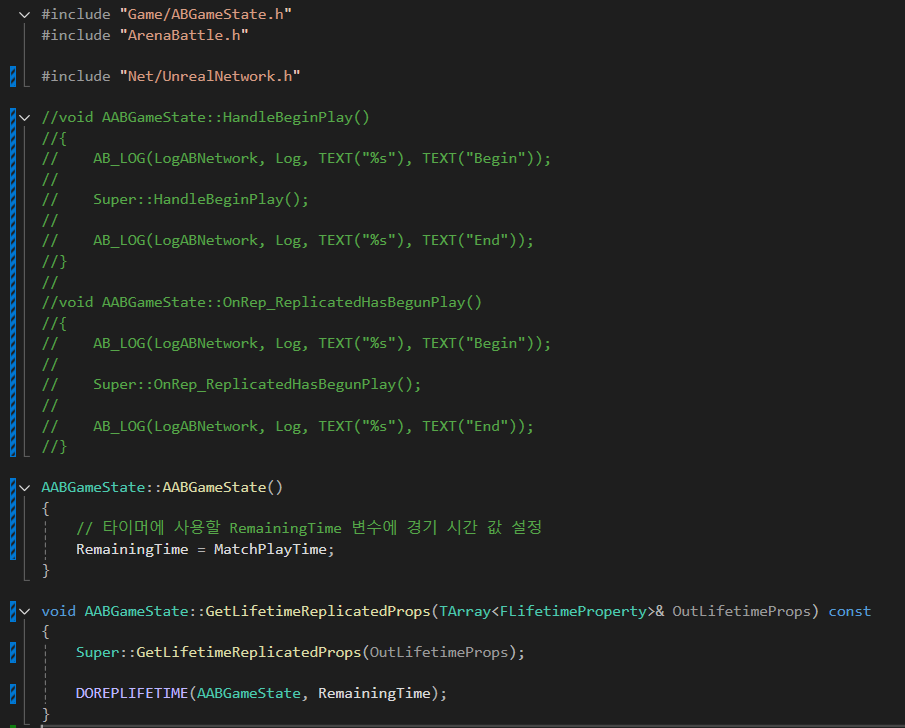 #include "Game/ABGameState.h"
#include "ArenaBattle.h"
#include "Net/UnrealNetwork.h"
//void AABGameState::HandleBeginPlay()
//{
//    AB_LOG(LogABNetwork, Log, TEXT("%s"), TEXT("Begin"));
//
//    Super::HandleBeginPlay();
//
//    AB_LOG(LogABNetwork, Log, TEXT("%s"), TEXT("End"));
//}
//
//void AABGameState::OnRep_ReplicatedHasBegunPlay()
//{
//    AB_LOG(LogABNetwork, Log, TEXT("%s"), TEXT("Begin"));
//
//    Super::OnRep_ReplicatedHasBegunPlay();
//
//    AB_LOG(LogABNetwork, Log, TEXT("%s"), TEXT("End"));
//}
AABGameState::AABGameState()
{
    // 타이머에 사용할 RemainingTime 변수에 경기 시간 값 설정
    RemainingTime = MatchPlayTime;
}
void AABGameState::GetLifetimeReplicatedProps(TArray<FLifetimeProperty>& OutLifetimeProps) const
{
    Super::GetLifetimeReplicatedProps(OutLifetimeProps);
    DOREPLIFETIME(AABGameState, RemainingTime);
}